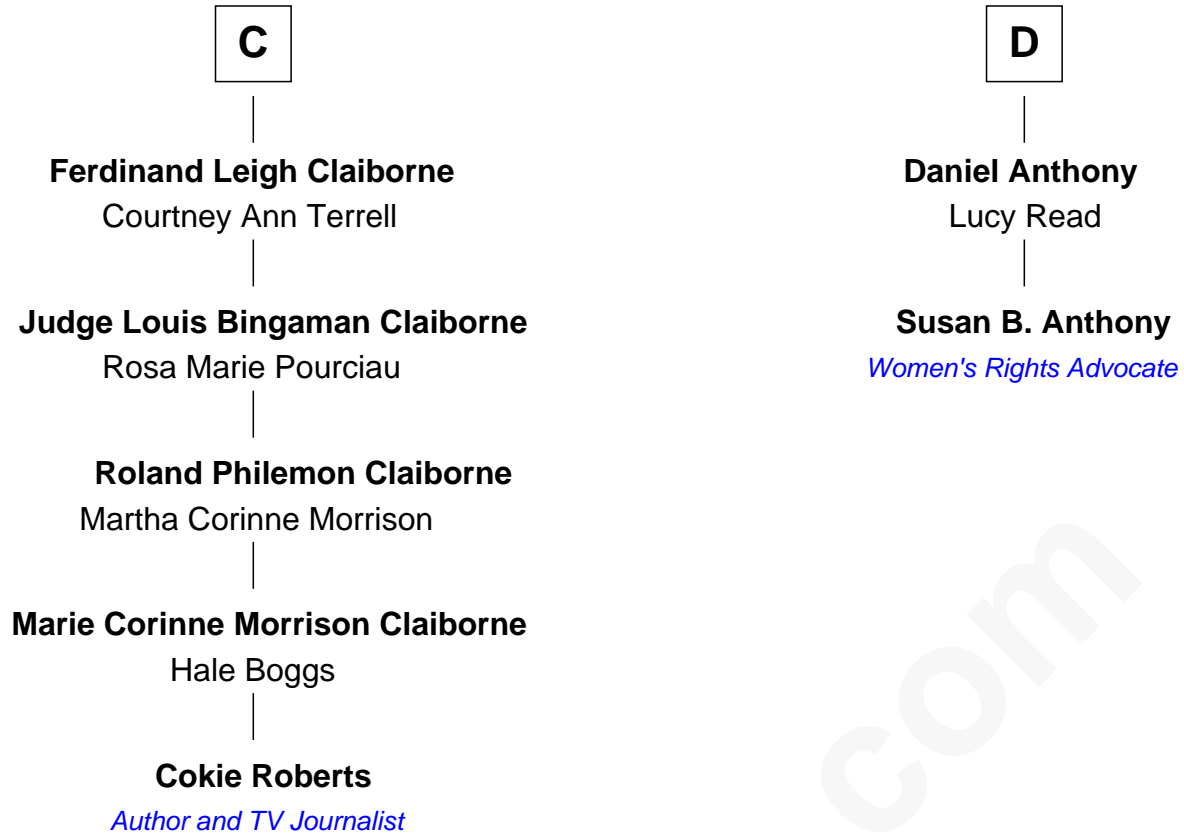 C
Ferdinand Leigh Claiborne
Courtney Ann Terrell
Judge Louis Bingaman Claiborne
Rosa Marie Pourciau
Roland Philemon Claiborne
Martha Corinne Morrison
Marie Corinne Morrison Claiborne
Hale Boggs
Cokie Roberts
Author and TV Journalist
D
Daniel Anthony
Lucy Read
Susan B. Anthony
Women's Rights Advocate
com